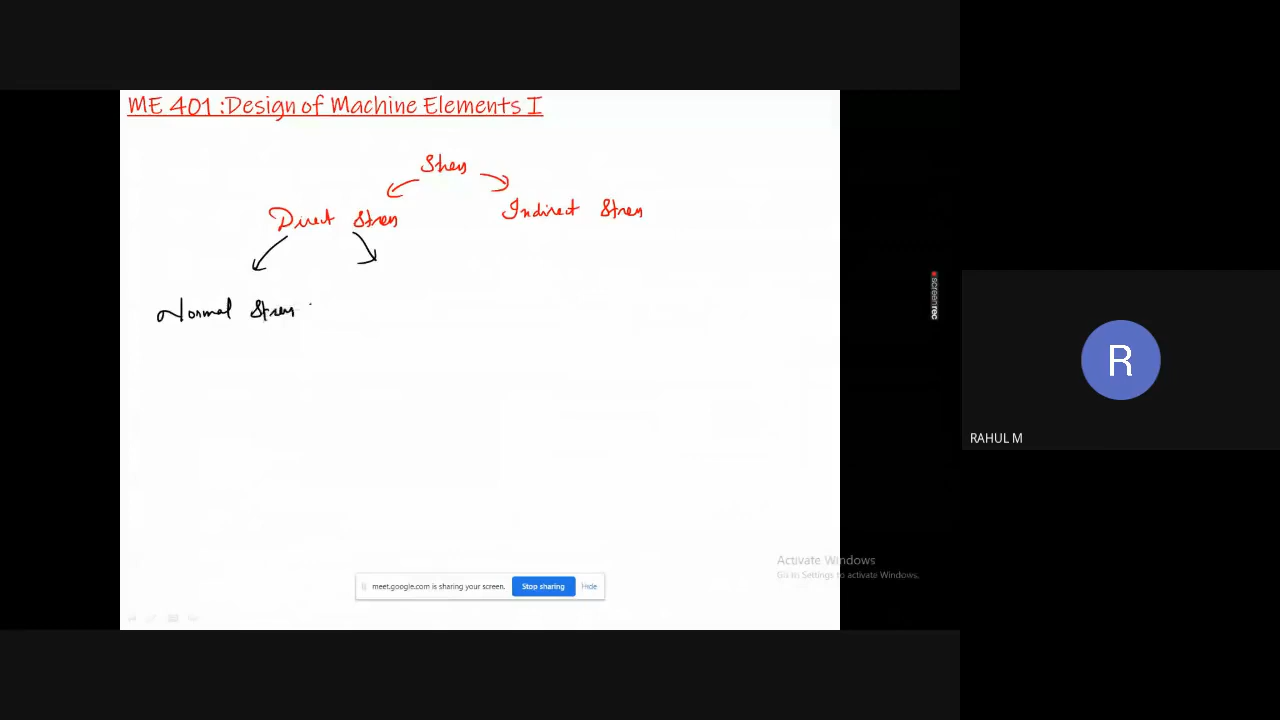 ME 401 :Design of Machine Elements I
Stress
Direct Stress
Indirect Stress
Normal Stress
screenrec
R
RAHUL M
Activate Windows
Go to Settings to activate Windows.
meet.google.com is sharing your screen.
Stop sharing
Hide